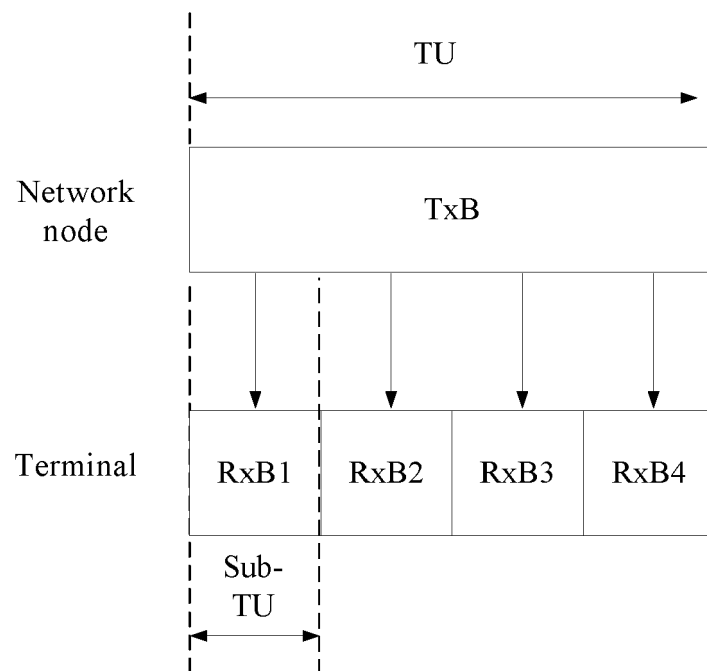 TU
Network
node
TxB
Terminal
RxB1
RxB2
RxB3
RxB4
Sub-
TU